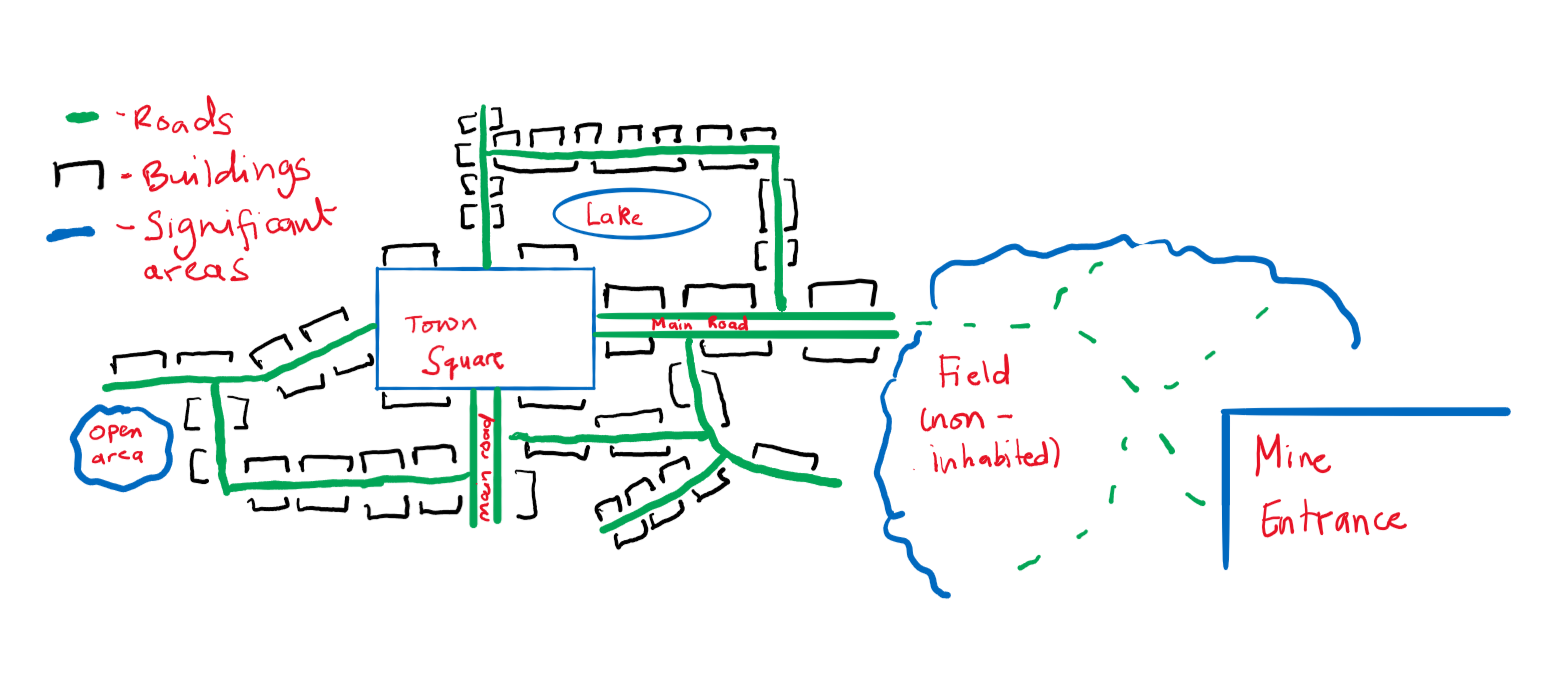 - Roads
- Buildings
- Significant
areas
Lake
Town
Square
Main Road
Main road
Open
area
Field
(non -
inhabited)
Mine
Entrance